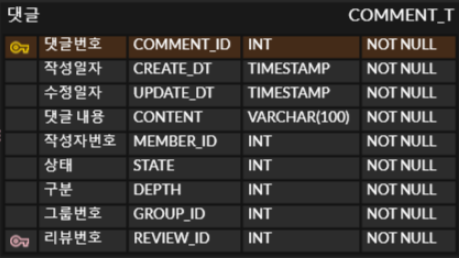 댓글 COMMENT_T
댓글번호 COMMENT_ID INT NOT NULL
작성일자 CREATE_DT TIMESTAMP NOT NULL
수정일자 UPDATE_DT TIMESTAMP NOT NULL
댓글 내용 CONTENT VARCHAR(100) NOT NULL
작성자번호 MEMBER_ID INT NOT NULL
상태 STATE INT NOT NULL
구분 DEPTH INT NOT NULL
그룹번호 GROUP_ID INT NOT NULL
리뷰번호 REVIEW_ID INT NOT NULL